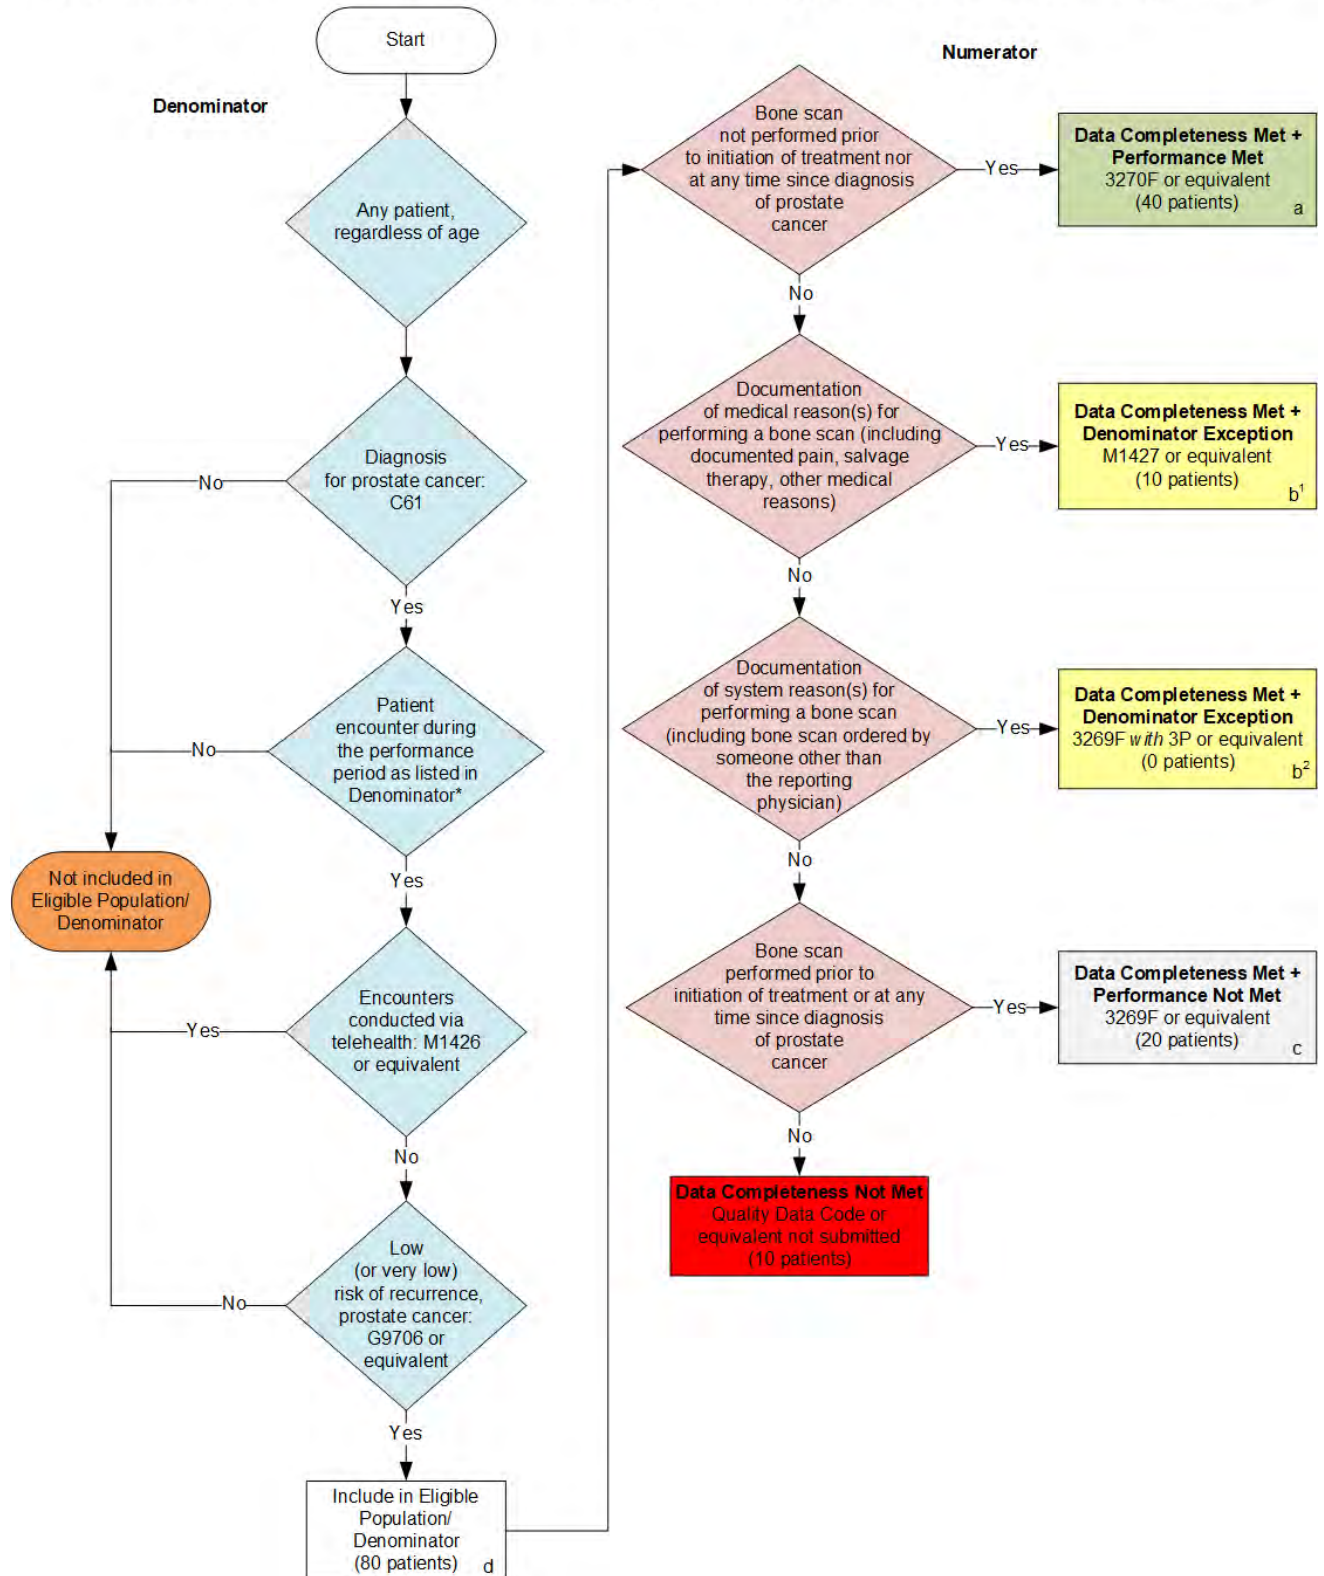 Start
Denominator
Any patient,
regardless of age
Diagnosis
for prostate cancer:
C61
No
Yes
Patient
encounter during
the performance
period as listed in
Denominator*
No
Yes
Not included in
Eligible Population/
Denominator
Encounters
conducted via
telehealth: M1426
or equivalent
Yes
No
Low
(or very low)
risk of recurrence,
prostate cancer:
G9706 or
equivalent
No
Yes
Include in Eligible
Population/
Denominator
(80 patients)
d
Numerator
Bone scan
not performed prior
to initiation of treatment nor
at any time since diagnosis
of prostate
cancer
Yes
Data Completeness Met +
Performance Met
3270F or equivalent
(40 patients)
a
No
Documentation
of medical reason(s) for
performing a bone scan (including
documented pain, salvage
therapy, other medical
reasons)
Yes
Data Completeness Met +
Denominator Exception
M1427 or equivalent
(10 patients)
b¹
No
Documentation
of system reason(s) for
performing a bone scan
(including bone scan ordered by
someone other than
the reporting
physician)
Yes
Data Completeness Met +
Denominator Exception
3269F with 3P or equivalent
(0 patients)
b²
No
Bone scan
performed prior to
initiation of treatment or at any
time since diagnosis
of prostate
cancer
Yes
Data Completeness Met +
Performance Not Met
3269F or equivalent
(20 patients)
c
No
Data Completeness Not Met
Quality Data Code or
equivalent not submitted
(10 patients)